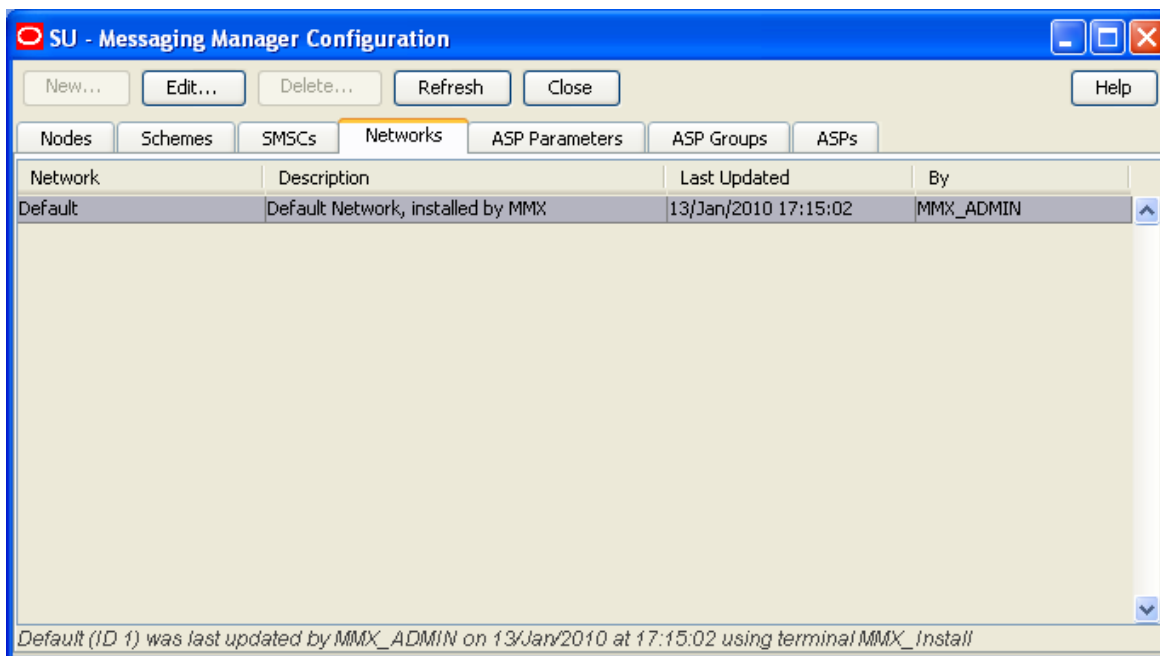 SU - Messaging Manager Configuration
New... Edit... Delete... Refresh Close Help
Nodes Schemes SMSCs Networks ASP Parameters ASP Groups ASPs
Network Description Last Updated By
Default Default Network, installed by MMX 13/Jan/2010 17:15:02 MMX_ADMIN
Default (ID 1) was last updated by MMX_ADMIN on 13/Jan/2010 at 17:15:02 using terminal MMX_Install